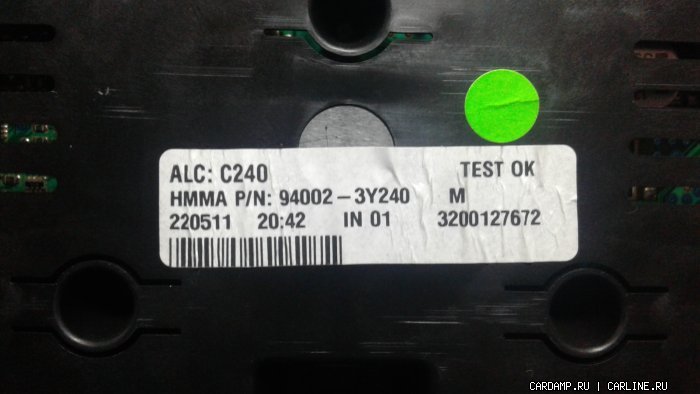 ALC: C240 TEST OK
HMMA P/N: 94002-3Y240 M
220511 20:42 IN 01 3200127672
CARDAMP.RU | CARLINE.RU